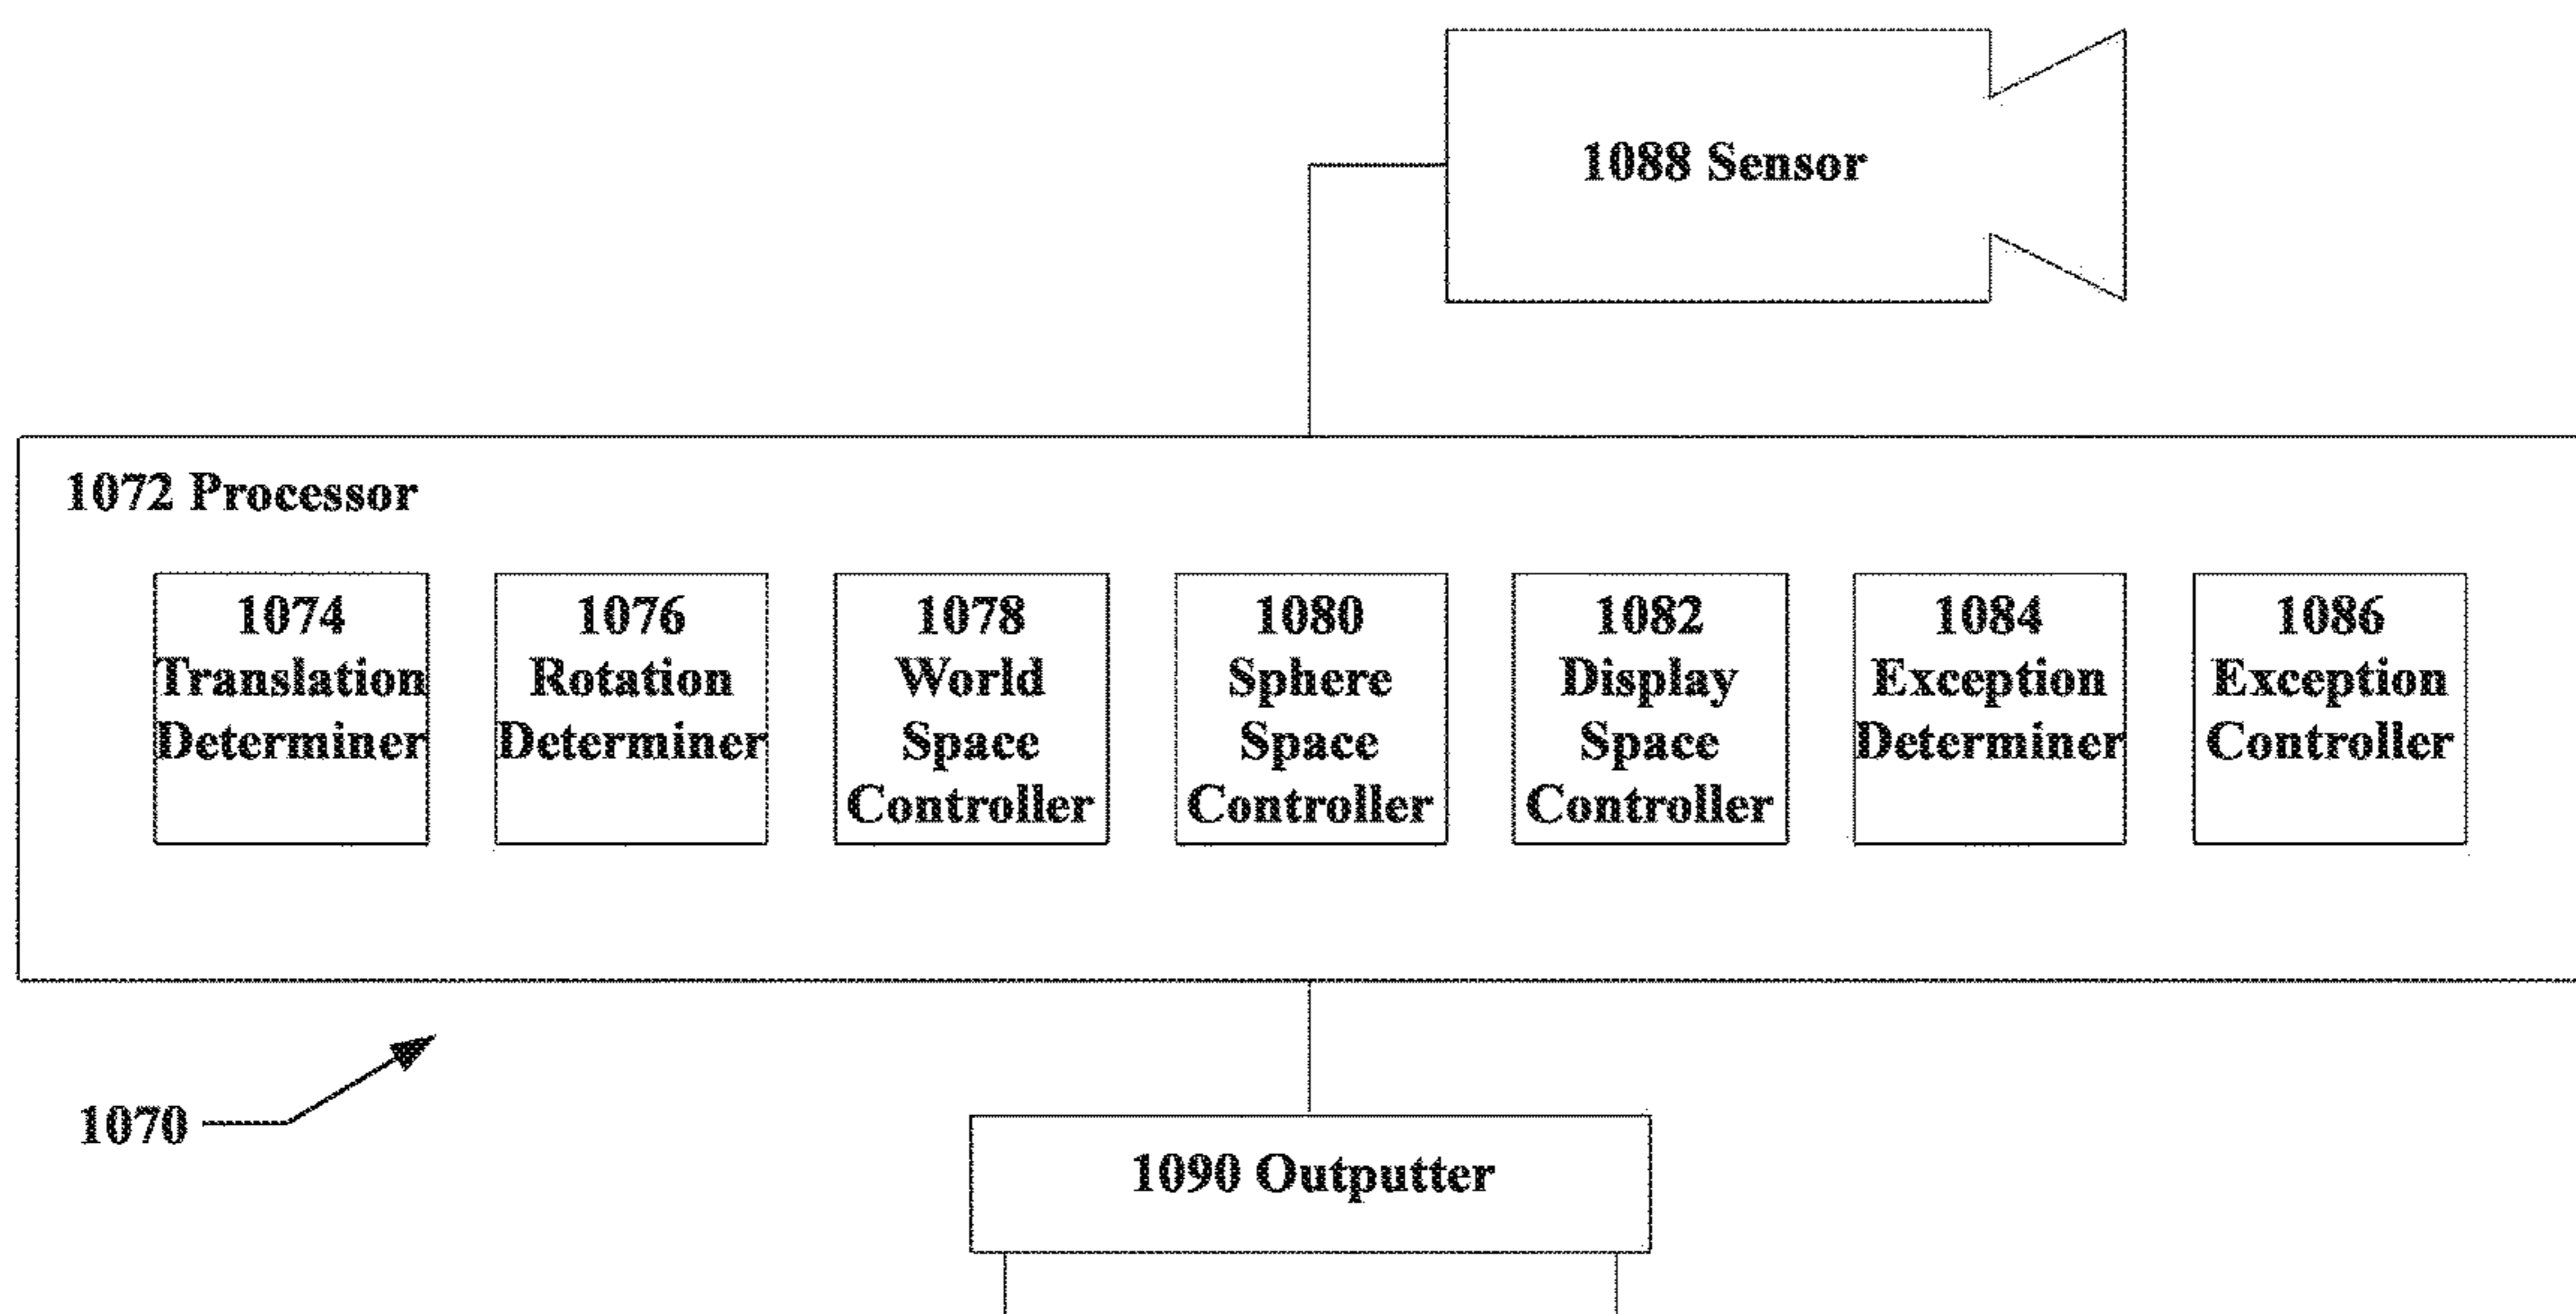 1088 Sensor
1072 Processor
1074
Translation
Determiner
1076
Rotation
Determiner
1078
World
Space
Controller
1080
Sphere
Space
Controller
1082
Display
Space
Controller
1084
Exception
Determiner
1086
Exception
Controller
1070
1090 Outputter